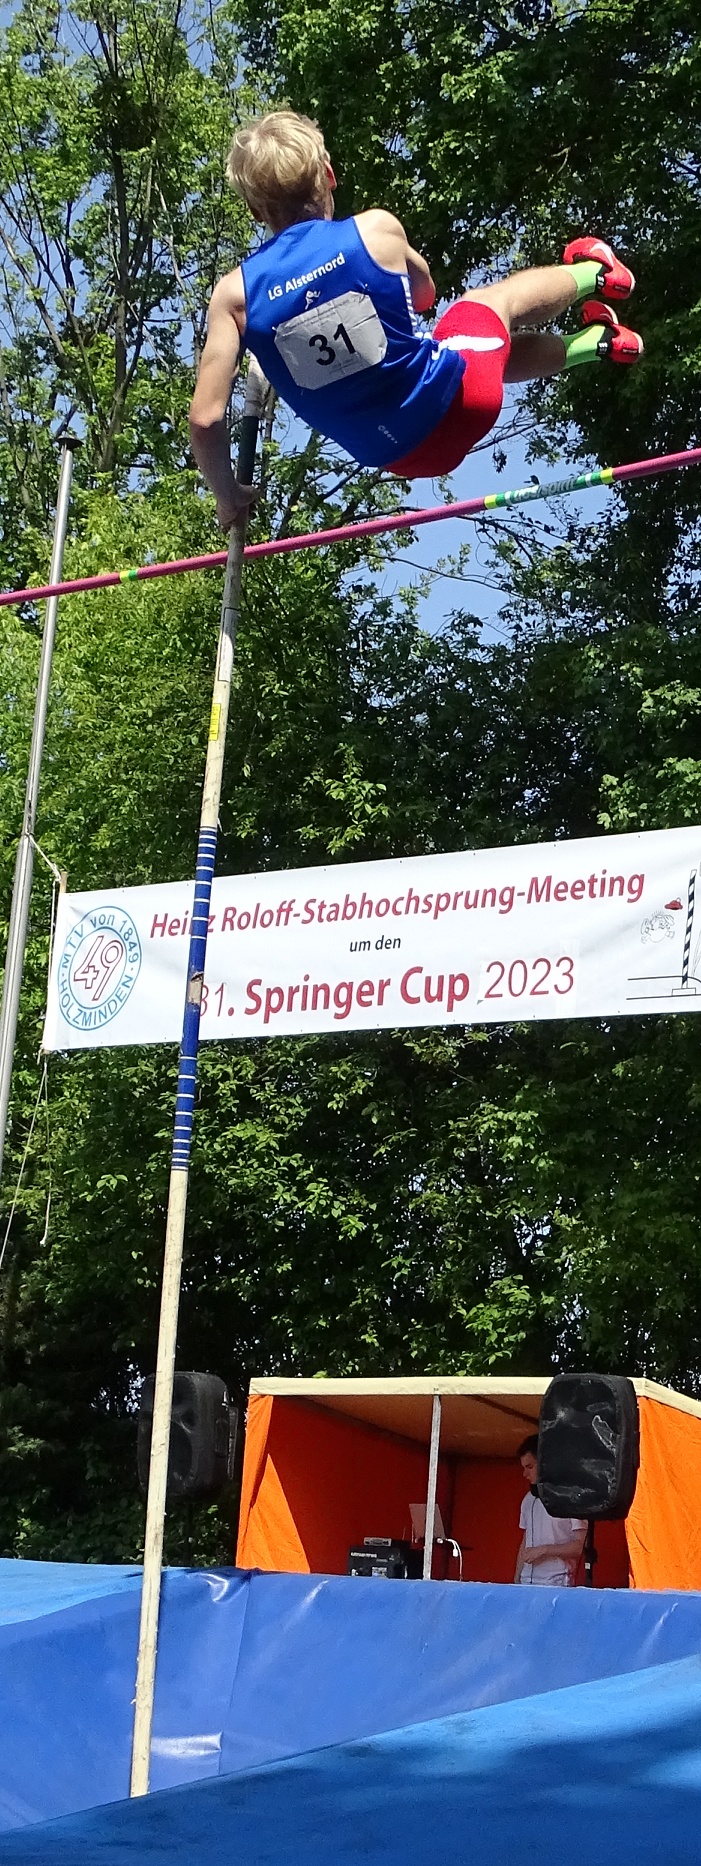 LG Alsternord
31
MTV von 1849
49
HOLZMINDEN
Heinz Roloff-Stabhochsprung-Meeting
um den
31. Springer Cup 2023